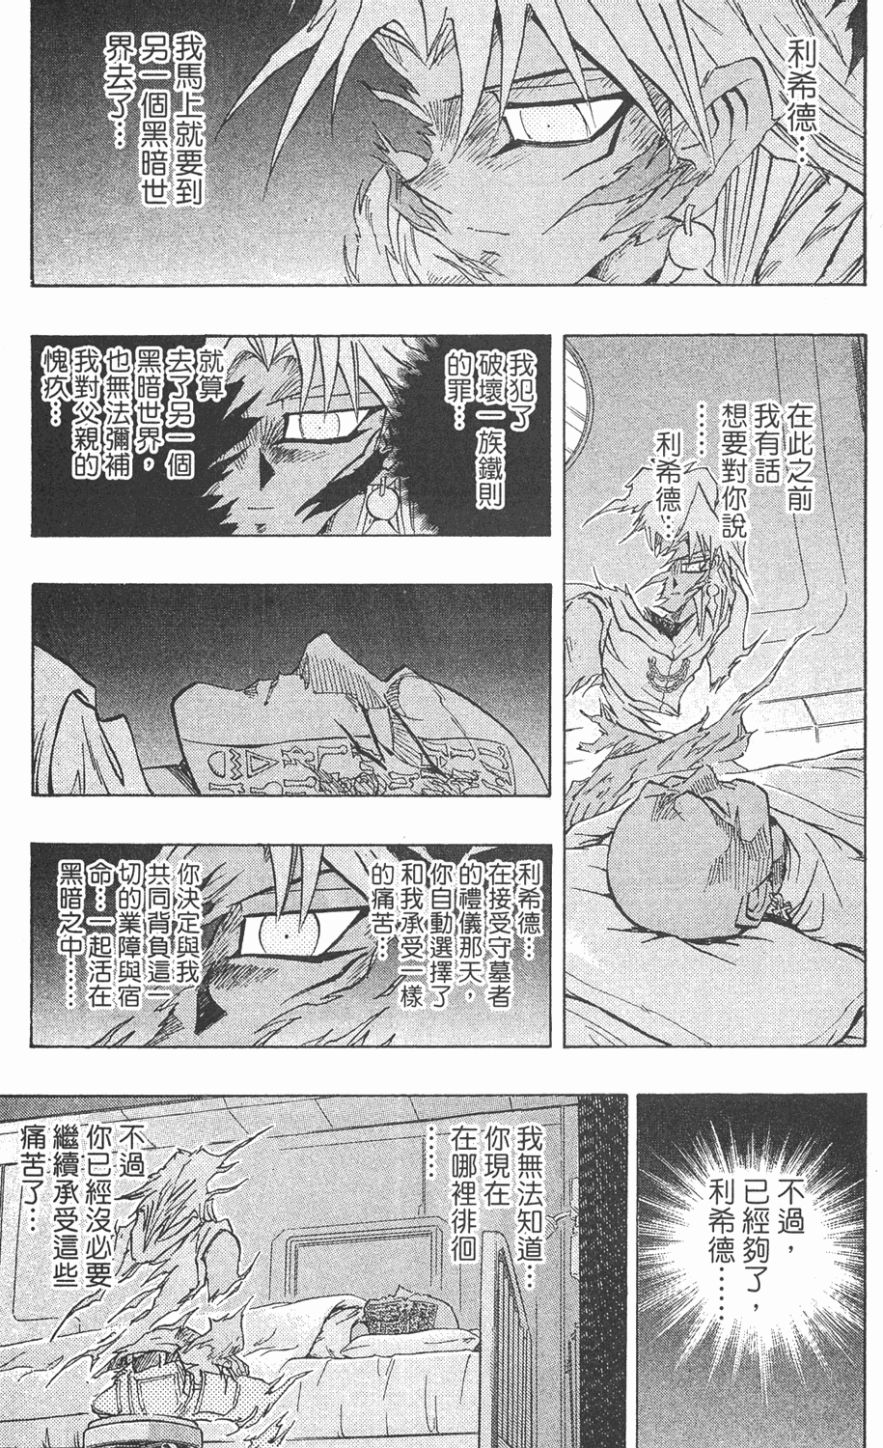 利希德…
我馬上就要到
另一個黑暗世
界去了…
在此之前
我有話
想要對你說
……
利希德…
我犯了
破壞一族鐵則
的罪…
就算
去了另一個
黑暗世界，
也無法彌補
我對父親的
愧疚…
利希德…
在接受守墓者
的禮儀那天，
你自動選擇了
和我承受一樣
的痛苦…
你決定與我
共同背負這一
切的業障與宿
命…一起活在
黑暗之中……
不過，
已經夠了，
利希德……
我無法知道…
你現在
在哪裡徘徊
……
不過
你已經沒必要
繼續承受這些
痛苦了…